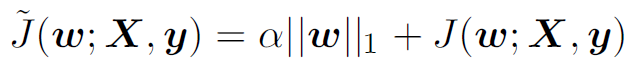 J̃(w; X, y) = α||w||₁ + J(w; X, y)